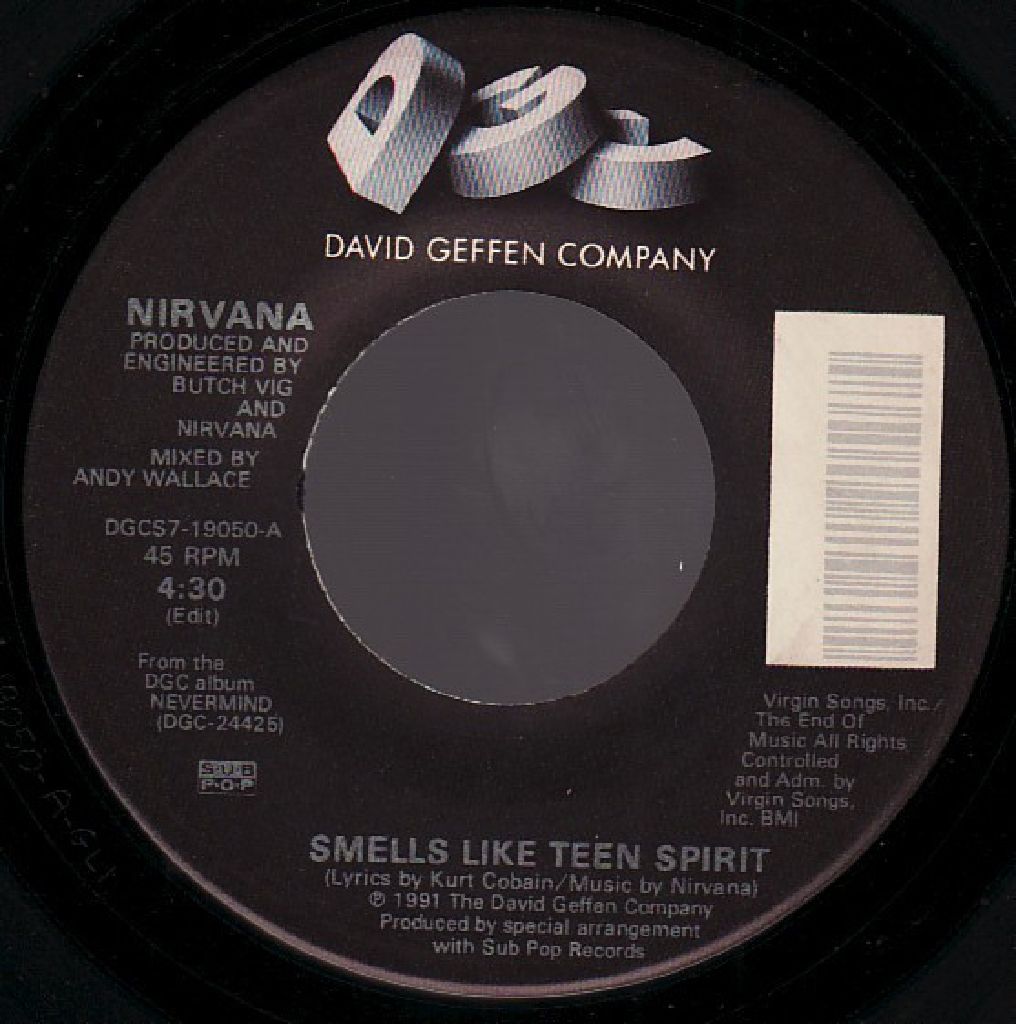 DGC
DAVID GEFFEN COMPANY
NIRVANA
PRODUCED AND
ENGINEERED BY
BUTCH VIG
AND
NIRVANA
MIXED BY
ANDY WALLACE
DGCS7-19050-A
45 RPM
4:30
(Edit)
From the
DGC album
NEVERMIND
(DGC-24425)
SUB
POP
Virgin Songs, Inc./
The End Of
Music All Rights
Controlled
and Adm. by
Virgin Songs,
Inc. BMI
SMELLS LIKE TEEN SPIRIT
(Lyrics by Kurt Cobain/Music by Nirvana)
℗ 1991 The David Geffen Company
Produced by special arrangement
with Sub Pop Records